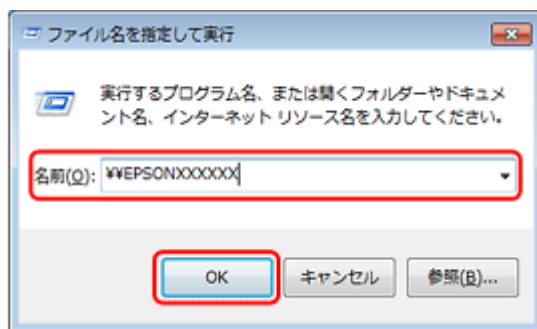 ファイル名を指定して実行
実行するプログラム名、または開くフォルダーやドキュメ
ント名、インターネット リソース名を入力してください。
名前(O): ¥¥EPSONXXXXXX
OK キャンセル 参照(B)...